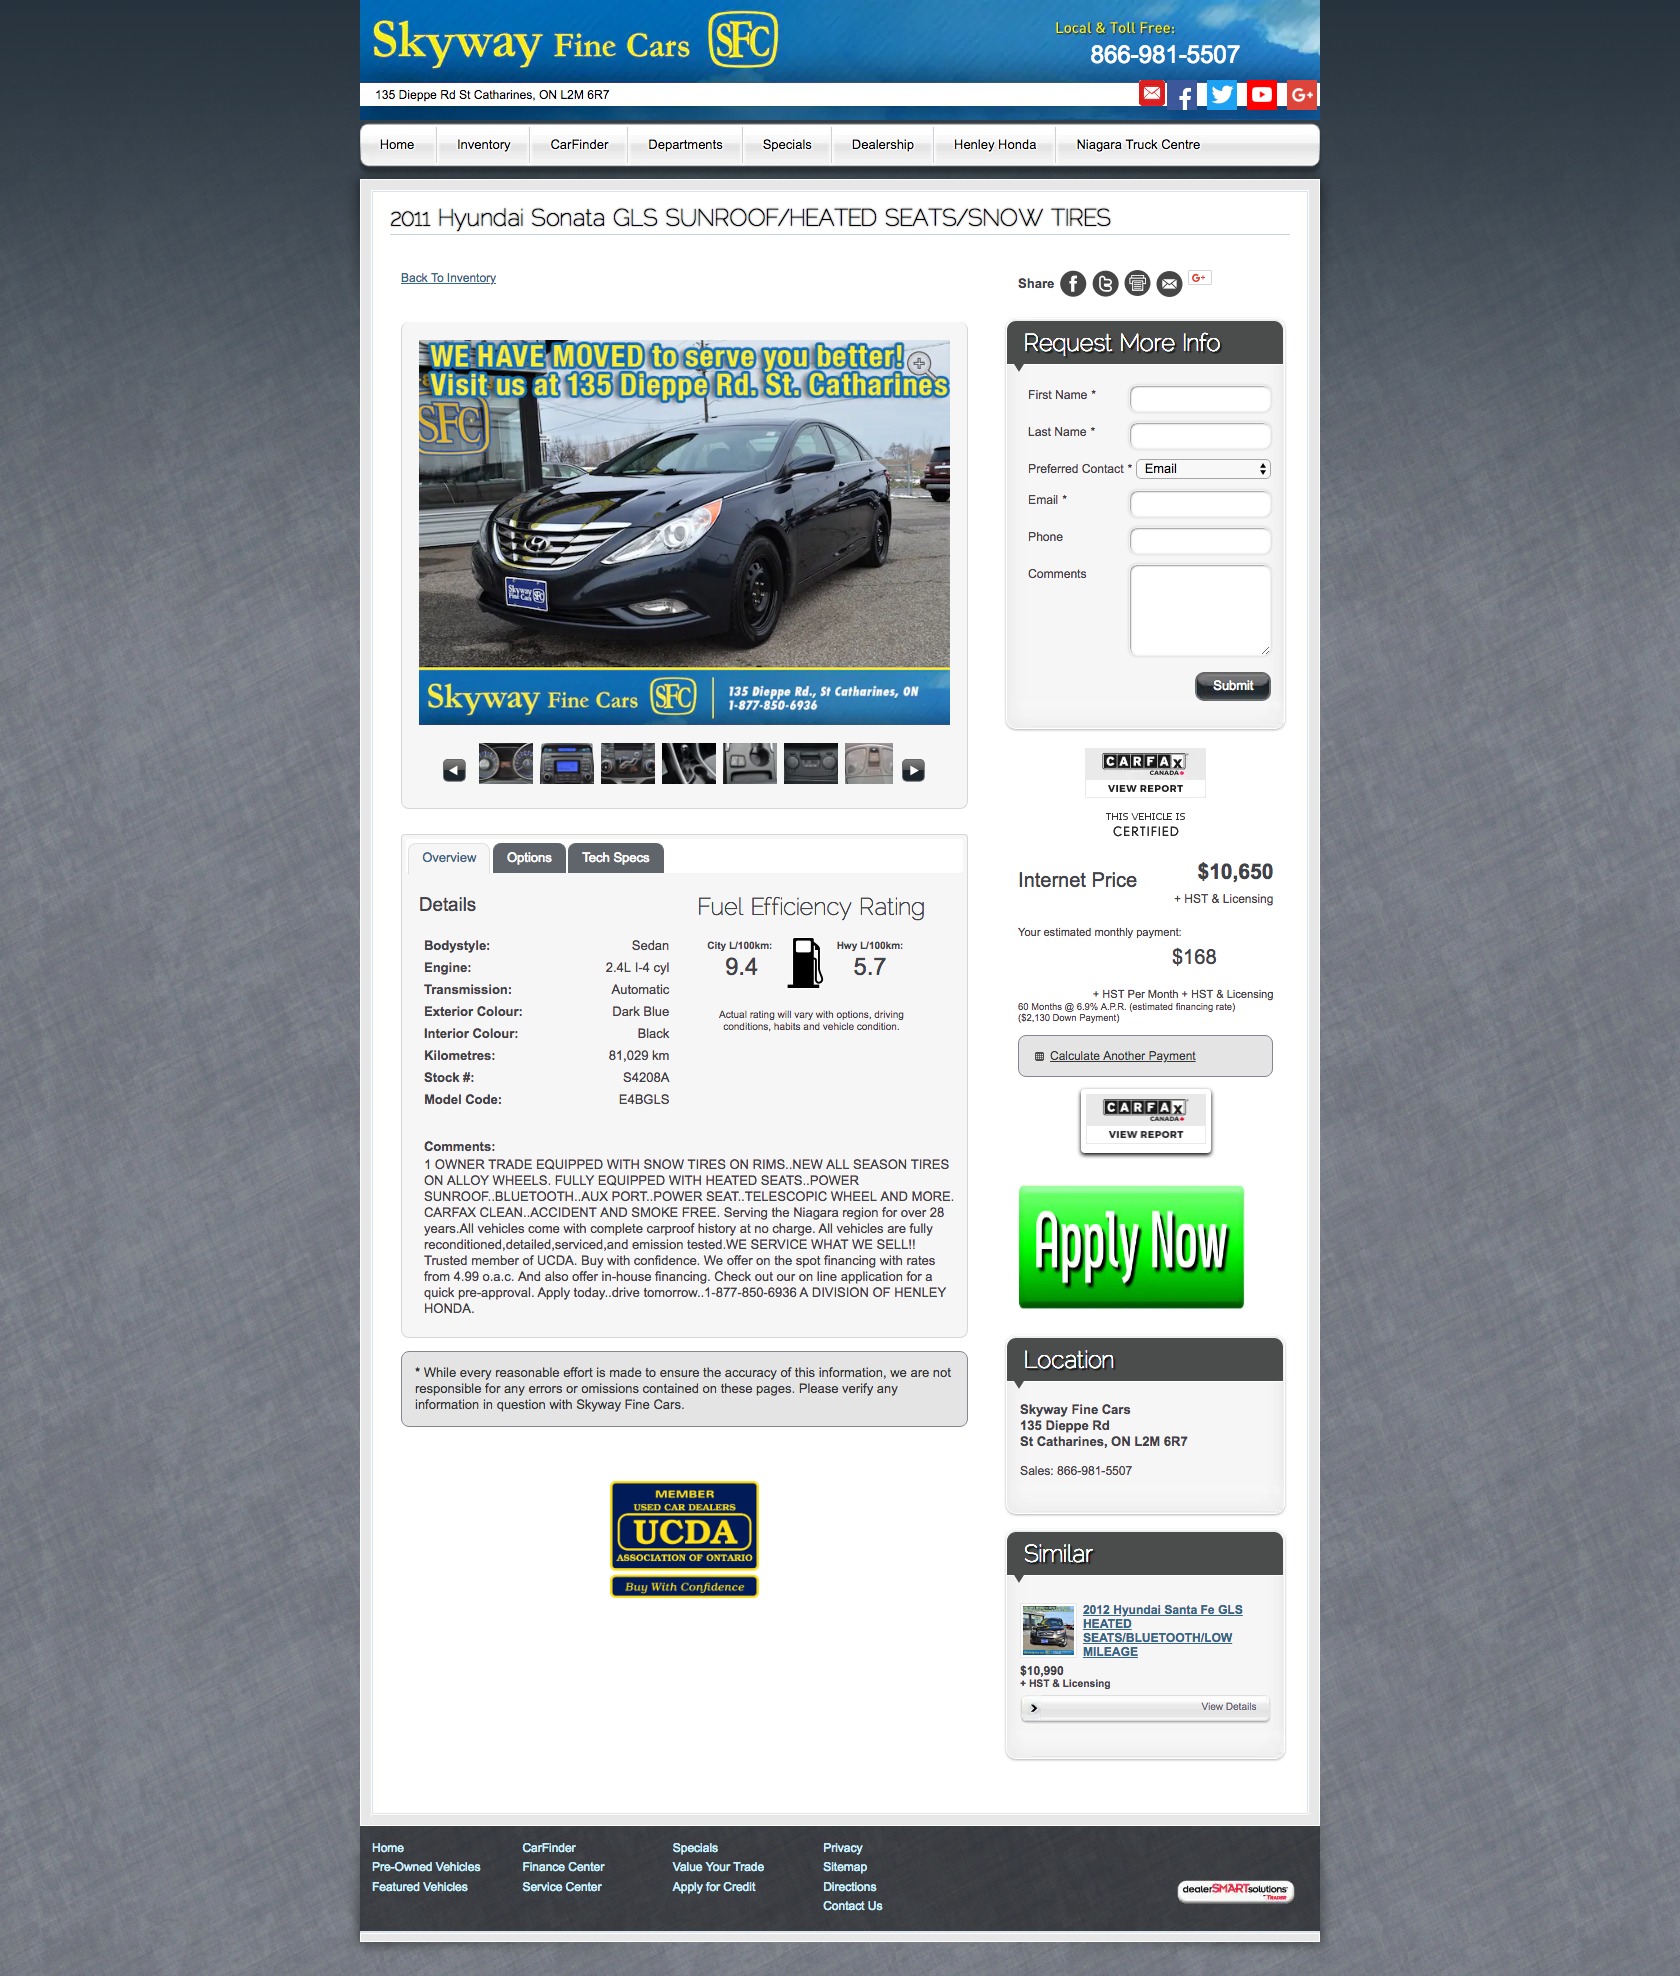 Skyway Fine Cars SFC
Local & Toll Free:
866-981-5507
135 Dieppe Rd St Catharines, ON L2M 6R7
Home Inventory CarFinder Departments Specials Dealership Henley Honda Niagara Truck Centre
2011 Hyundai Sonata GLS SUNROOF/HEATED SEATS/SNOW TIRES
Back To Inventory
Share
WE HAVE MOVED to serve you better!
Visit us at 135 Dieppe Rd. St. Catharines
SFC
Skyway
Fine Cars SFC
Skyway Fine Cars SFC
135 Dieppe Rd., St Catharines, ON
1-877-850-6936
Overview Options Tech Specs
Details
Bodystyle: Sedan
Engine: 2.4L I-4 cyl
Transmission: Automatic
Exterior Colour: Dark Blue
Interior Colour: Black
Kilometres: 81,029 km
Stock #: S4208A
Model Code: E4BGLS
Fuel Efficiency Rating
City L/100km: Hwy L/100km:
9.4 5.7
Actual rating will vary with options, driving
conditions, habits and vehicle condition.
Comments:
1 OWNER TRADE EQUIPPED WITH SNOW TIRES ON RIMS..NEW ALL SEASON TIRES
ON ALLOY WHEELS. FULLY EQUIPPED WITH HEATED SEATS..POWER
SUNROOF..BLUETOOTH..AUX PORT..POWER SEAT..TELESCOPIC WHEEL AND MORE.
CARFAX CLEAN..ACCIDENT AND SMOKE FREE. Serving the Niagara region for over 28
years.All vehicles come with complete carproof history at no charge. All vehicles are fully
reconditioned,detailed,serviced,and emission tested.WE SERVICE WHAT WE SELL!!
Trusted member of UCDA. Buy with confidence. We offer on the spot financing with rates
from 4.99 o.a.c. And also offer in-house financing. Check out our on line application for a
quick pre-approval. Apply today..drive tomorrow..1-877-850-6936 A DIVISION OF HENLEY
HONDA.
* While every reasonable effort is made to ensure the accuracy of this information, we are not
responsible for any errors or omissions contained on these pages. Please verify any
information in question with Skyway Fine Cars.
MEMBER
USED CAR DEALERS
UCDA
ASSOCIATION OF ONTARIO
Buy With Confidence
Request More Info
First Name *
Last Name *
Preferred Contact * Email
Email *
Phone
Comments
Submit
CARFAX
CANADA
VIEW REPORT
THIS VEHICLE IS
CERTIFIED
Internet Price $10,650
+ HST & Licensing
Your estimated monthly payment:
$168
+ HST Per Month + HST & Licensing
60 Months @ 6.9% A.P.R. (estimated financing rate)
($2,130 Down Payment)
Calculate Another Payment
CARFAX
CANADA
VIEW REPORT
Apply Now
Location
Skyway Fine Cars
135 Dieppe Rd
St Catharines, ON L2M 6R7
Sales: 866-981-5507
Similar
2012 Hyundai Santa Fe GLS
HEATED
SEATS/BLUETOOTH/LOW
MILEAGE
$10,990
+ HST & Licensing
View Details
Home CarFinder Specials Privacy
Pre-Owned Vehicles Finance Center Value Your Trade Sitemap
Featured Vehicles Service Center Apply for Credit Directions
Contact Us
dealerSMARTsolutions
by TRADER